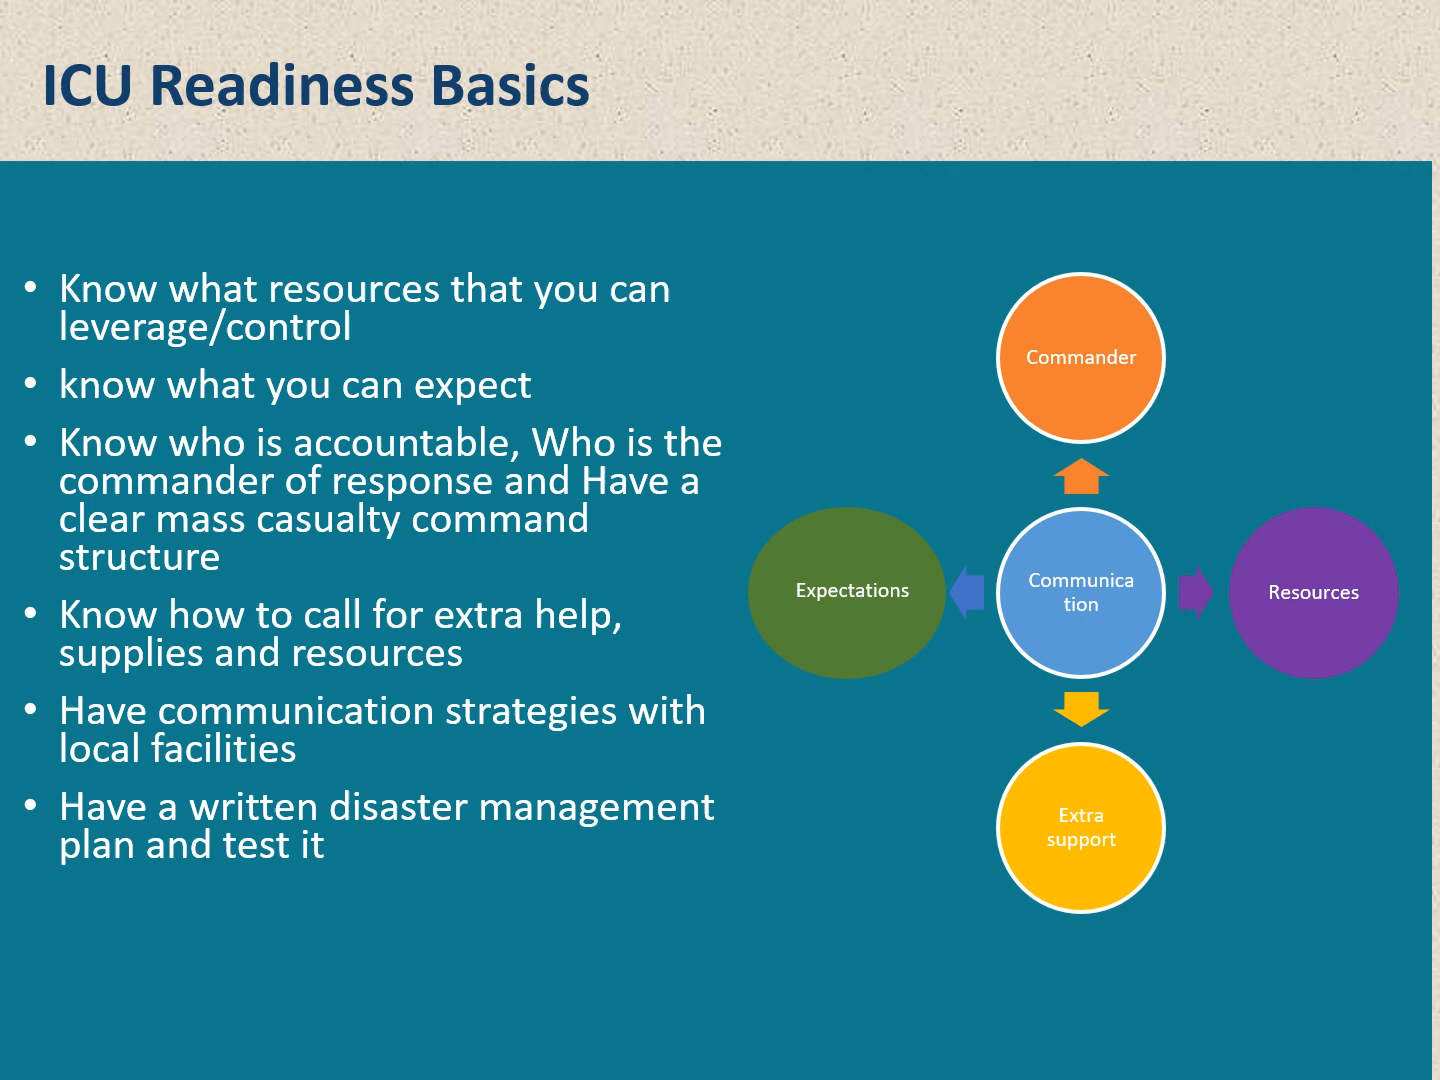 ICU Readiness Basics
• Know what resources that you can
leverage/control
• know what you can expect
• Know who is accountable, Who is the
commander of response and Have a
clear mass casualty command
structure
• Know how to call for extra help,
supplies and resources
• Have communication strategies with
local facilities
• Have a written disaster management
plan and test it
Commander
Expectations
Communica
tion
Resources
Extra
support